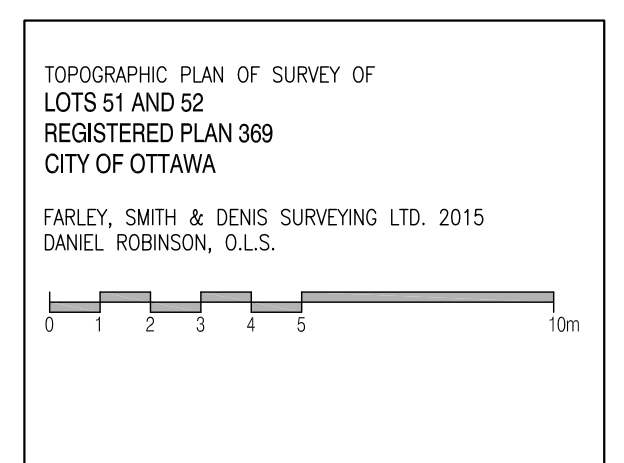 TOPOGRAPHIC PLAN OF SURVEY OF
LOTS 51 AND 52
REGISTERED PLAN 369
CITY OF OTTAWA
FARLEY, SMITH & DENIS SURVEYING LTD. 2015
DANIEL ROBINSON, O.L.S.
0 1 2 3 4 5 10m